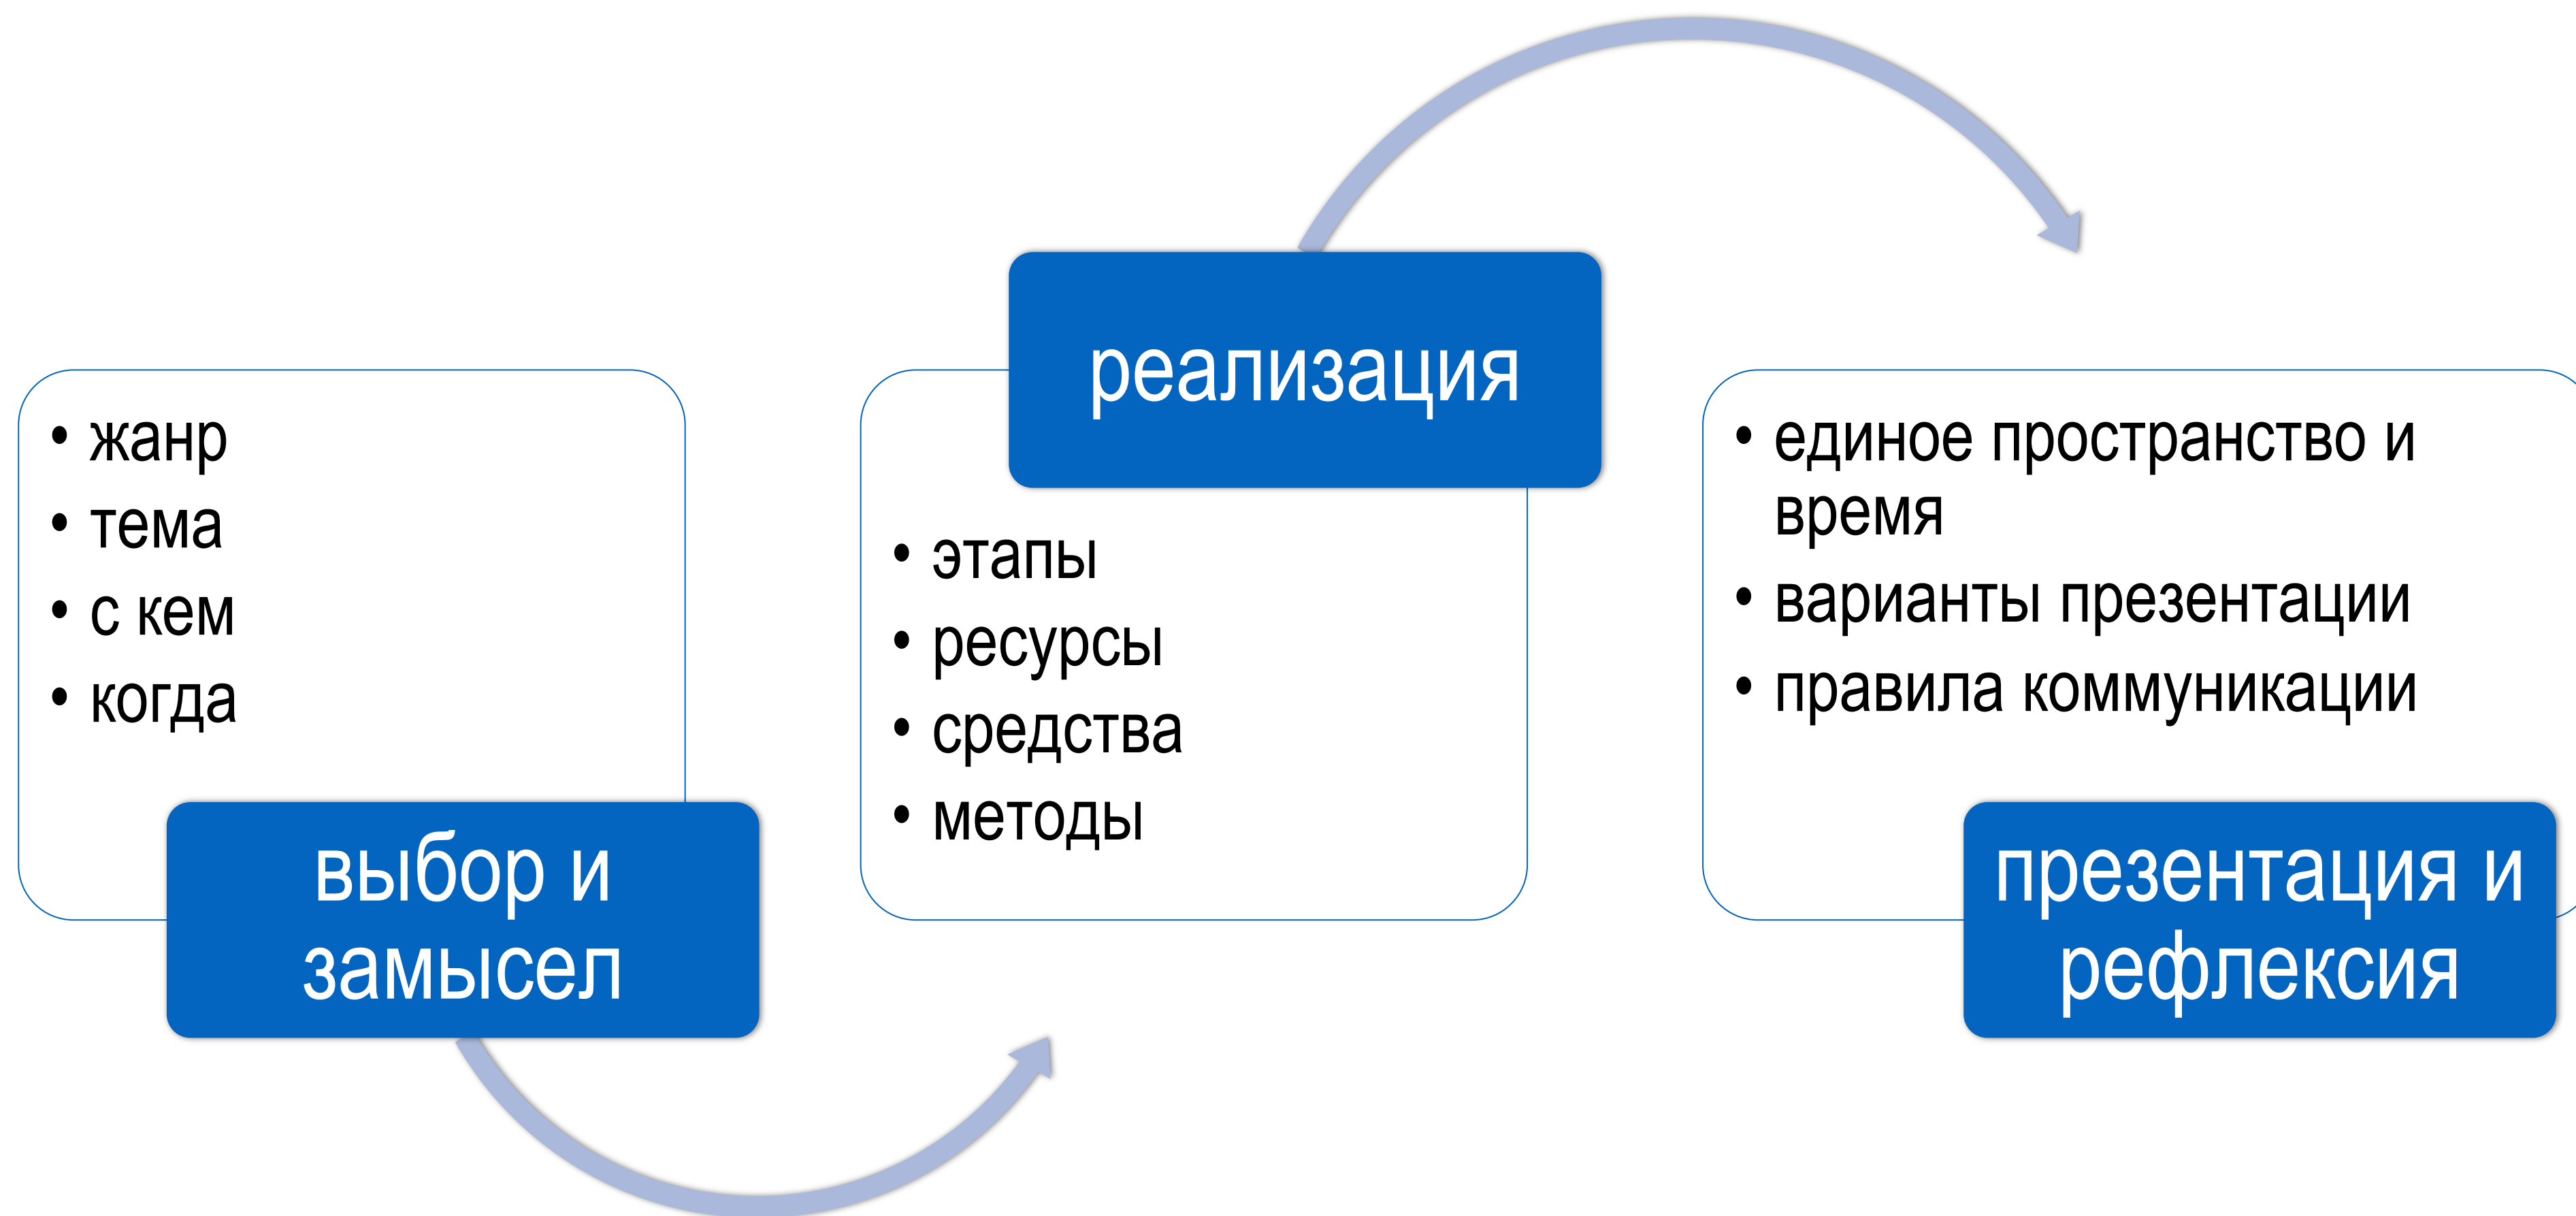 • жанр
• тема
• с кем
• когда
выбор и
замысел
реализация
• этапы
• ресурсы
• средства
• методы
• единое пространство и
время
• варианты презентации
• правила коммуникации
презентация и
рефлексия